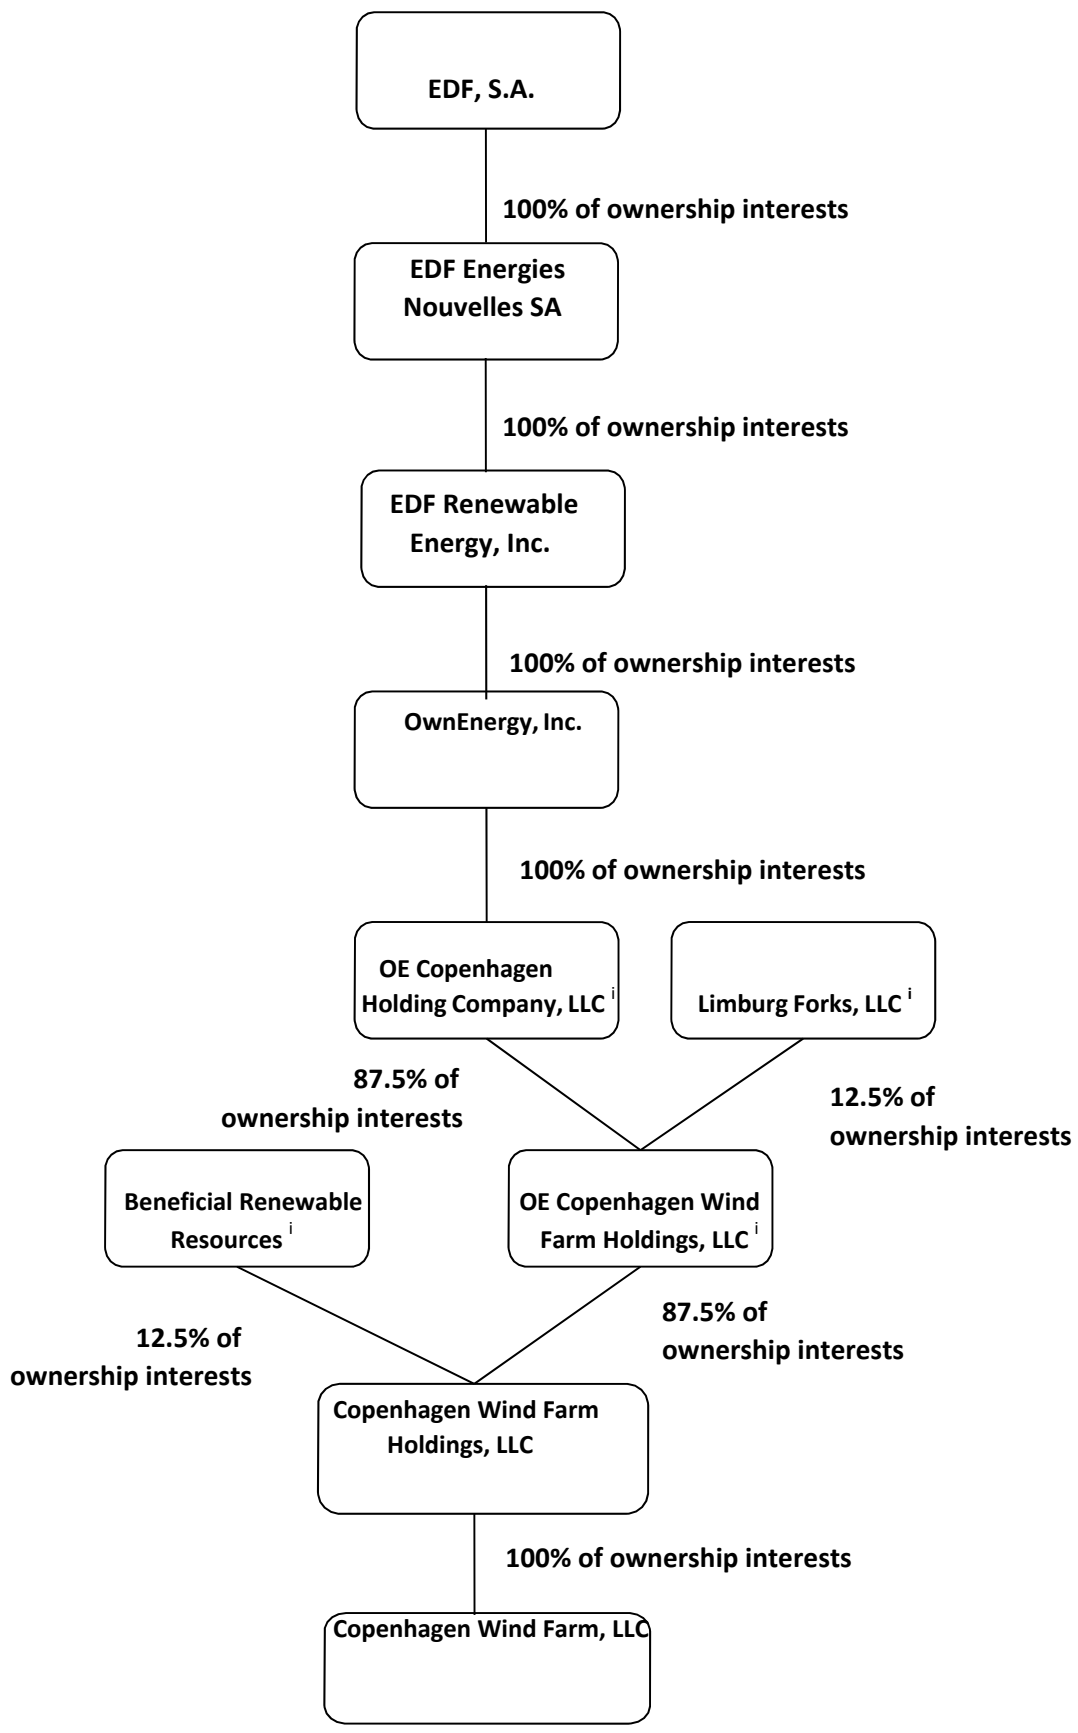 EDF, S.A.
100% of ownership interests
EDF Energies
Nouvelles SA
100% of ownership interests
EDF Renewable
Energy, Inc.
100% of ownership interests
OwnEnergy, Inc.
100% of ownership interests
OE Copenhagen
Holding Company, LLC i
Limburg Forks, LLC i
87.5% of
ownership interests
12.5% of
ownership interests
Beneficial Renewable
Resources i
OE Copenhagen Wind
Farm Holdings, LLC i
12.5% of
ownership interests
87.5% of
ownership interests
Copenhagen Wind Farm
Holdings, LLC
100% of ownership interests
Copenhagen Wind Farm, LLC